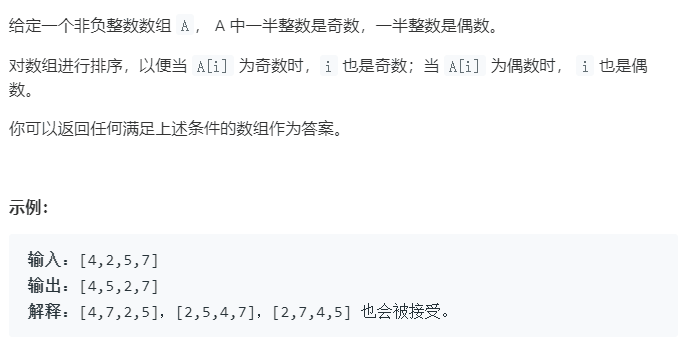 给定一个非负整数数组 A， A 中一半整数是奇数，一半整数是偶数。
对数组进行排序，以便当 A[i] 为奇数时， i 也是奇数；当 A[i] 为偶数时， i 也是偶
数。
你可以返回任何满足上述条件的数组作为答案。
示例：
输入：[4,2,5,7]
输出：[4,5,2,7]
解释：[4,7,2,5]，[2,5,4,7]，[2,7,4,5] 也会被接受。